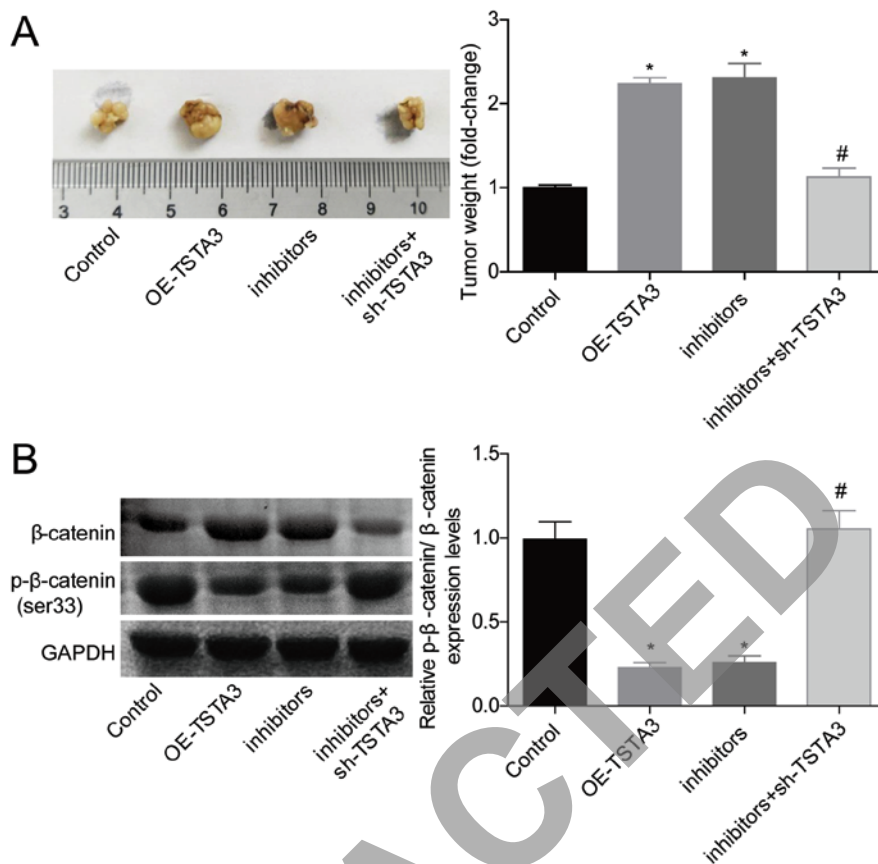 A
3 4 5 6 7 8 9 10
Control
OE-TSTA3
inhibitors
inhibitors+
sh-TSTA3
Tumor weight (fold-change)
3
2
1
0
*
*
#
Control
OE-TSTA3
inhibitors
inhibitors+sh-TSTA3
B
β-catenin
p-β-catenin
(ser33)
GAPDH
Control
OE-TSTA3
inhibitors
inhibitors+
sh-TSTA3
Relative p-β -catenin/ β -catenin
expression levels
1.5
1.0
0.5
0.0
*
*
#
Control
OE-TSTA3
inhibitors
inhibitors+sh-TSTA3
ACTED